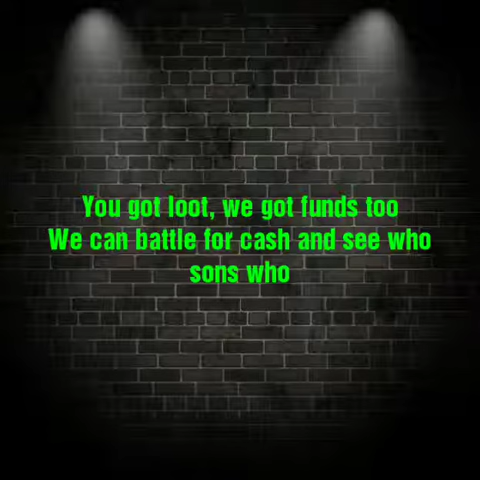 You got loot, we got funds too
We can battle for cash and see who
sons who